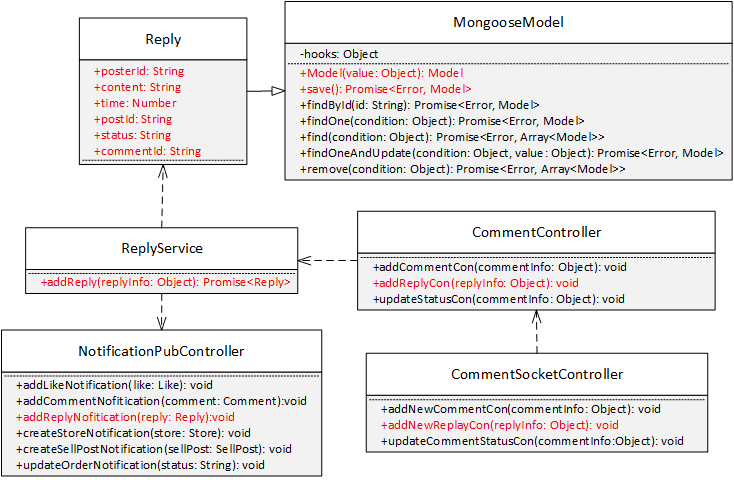 Reply
+posterId: String
+content: String
+time: Number
+postId: String
+status: String
+commentId: String
MongooseModel
-hooks: Object
+Model(value: Object): Model
+save(): Promise<Error, Model>
+findById(id: String): Promise<Error, Model>
+findOne(condition: Object): Promise<Error, Model>
+find(condition: Object): Promise<Error, Array<Model>>
+findOneAndUpdate(condition: Object, value: Object): Promise<Error, Model>
+remove(condition: Object): Promise<Error, Array<Model>>
ReplyService
+addReply(replyInfo: Object): Promise<Reply>
CommentController
+addCommentCon(commentInfo: Object): void
+addReplyCon(replyInfo: Object): void
+updateStatusCon(commentInfo: Object): void
NotificationPubController
+addLikeNotification(like: Like): void
+addCommentNofitication(comment: Comment):void
+addReplyNofitication(reply: Reply):void
+createStoreNotification(store: Store): void
+createSellPostNotification(sellPost: SellPost): void
+updateOrderNotification(status: String): void
CommentSocketController
+addNewCommentCon(commentInfo: Object): void
+addNewReplayCon(replyInfo: Object): void
+updateCommentStatusCon(commentInfo:Object): void